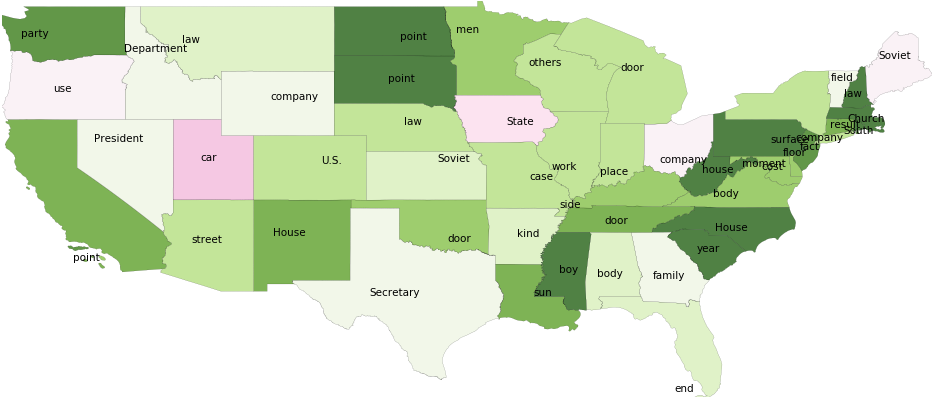 party
Department
law
point
men
others
door
Soviet
use
company
point
field
law
President
car
U.S.
law
Soviet
State
case
work
place
company
house
surface
floor
fact
company
result
South
Church
moment
cost
body
side
street
House
door
kind
door
House
year
point
Secretary
sun
boy
body
family
end